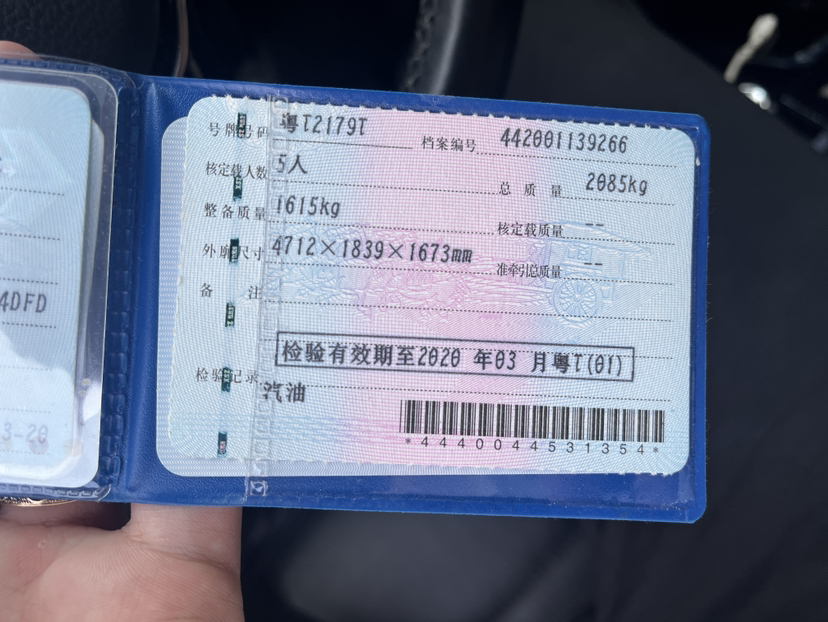 4DFD
3-20
号牌号码 粤T2179T 档案编号 442001139266
核定载人数 5人 总质量 2085kg
整备质量 1615kg 核定载质量 --
外廓尺寸 4712×1839×1673mm 准牵引总质量 --
备注
检验有效期至2020年03月粤T(01)
检验记录
汽油
*4440044531354*